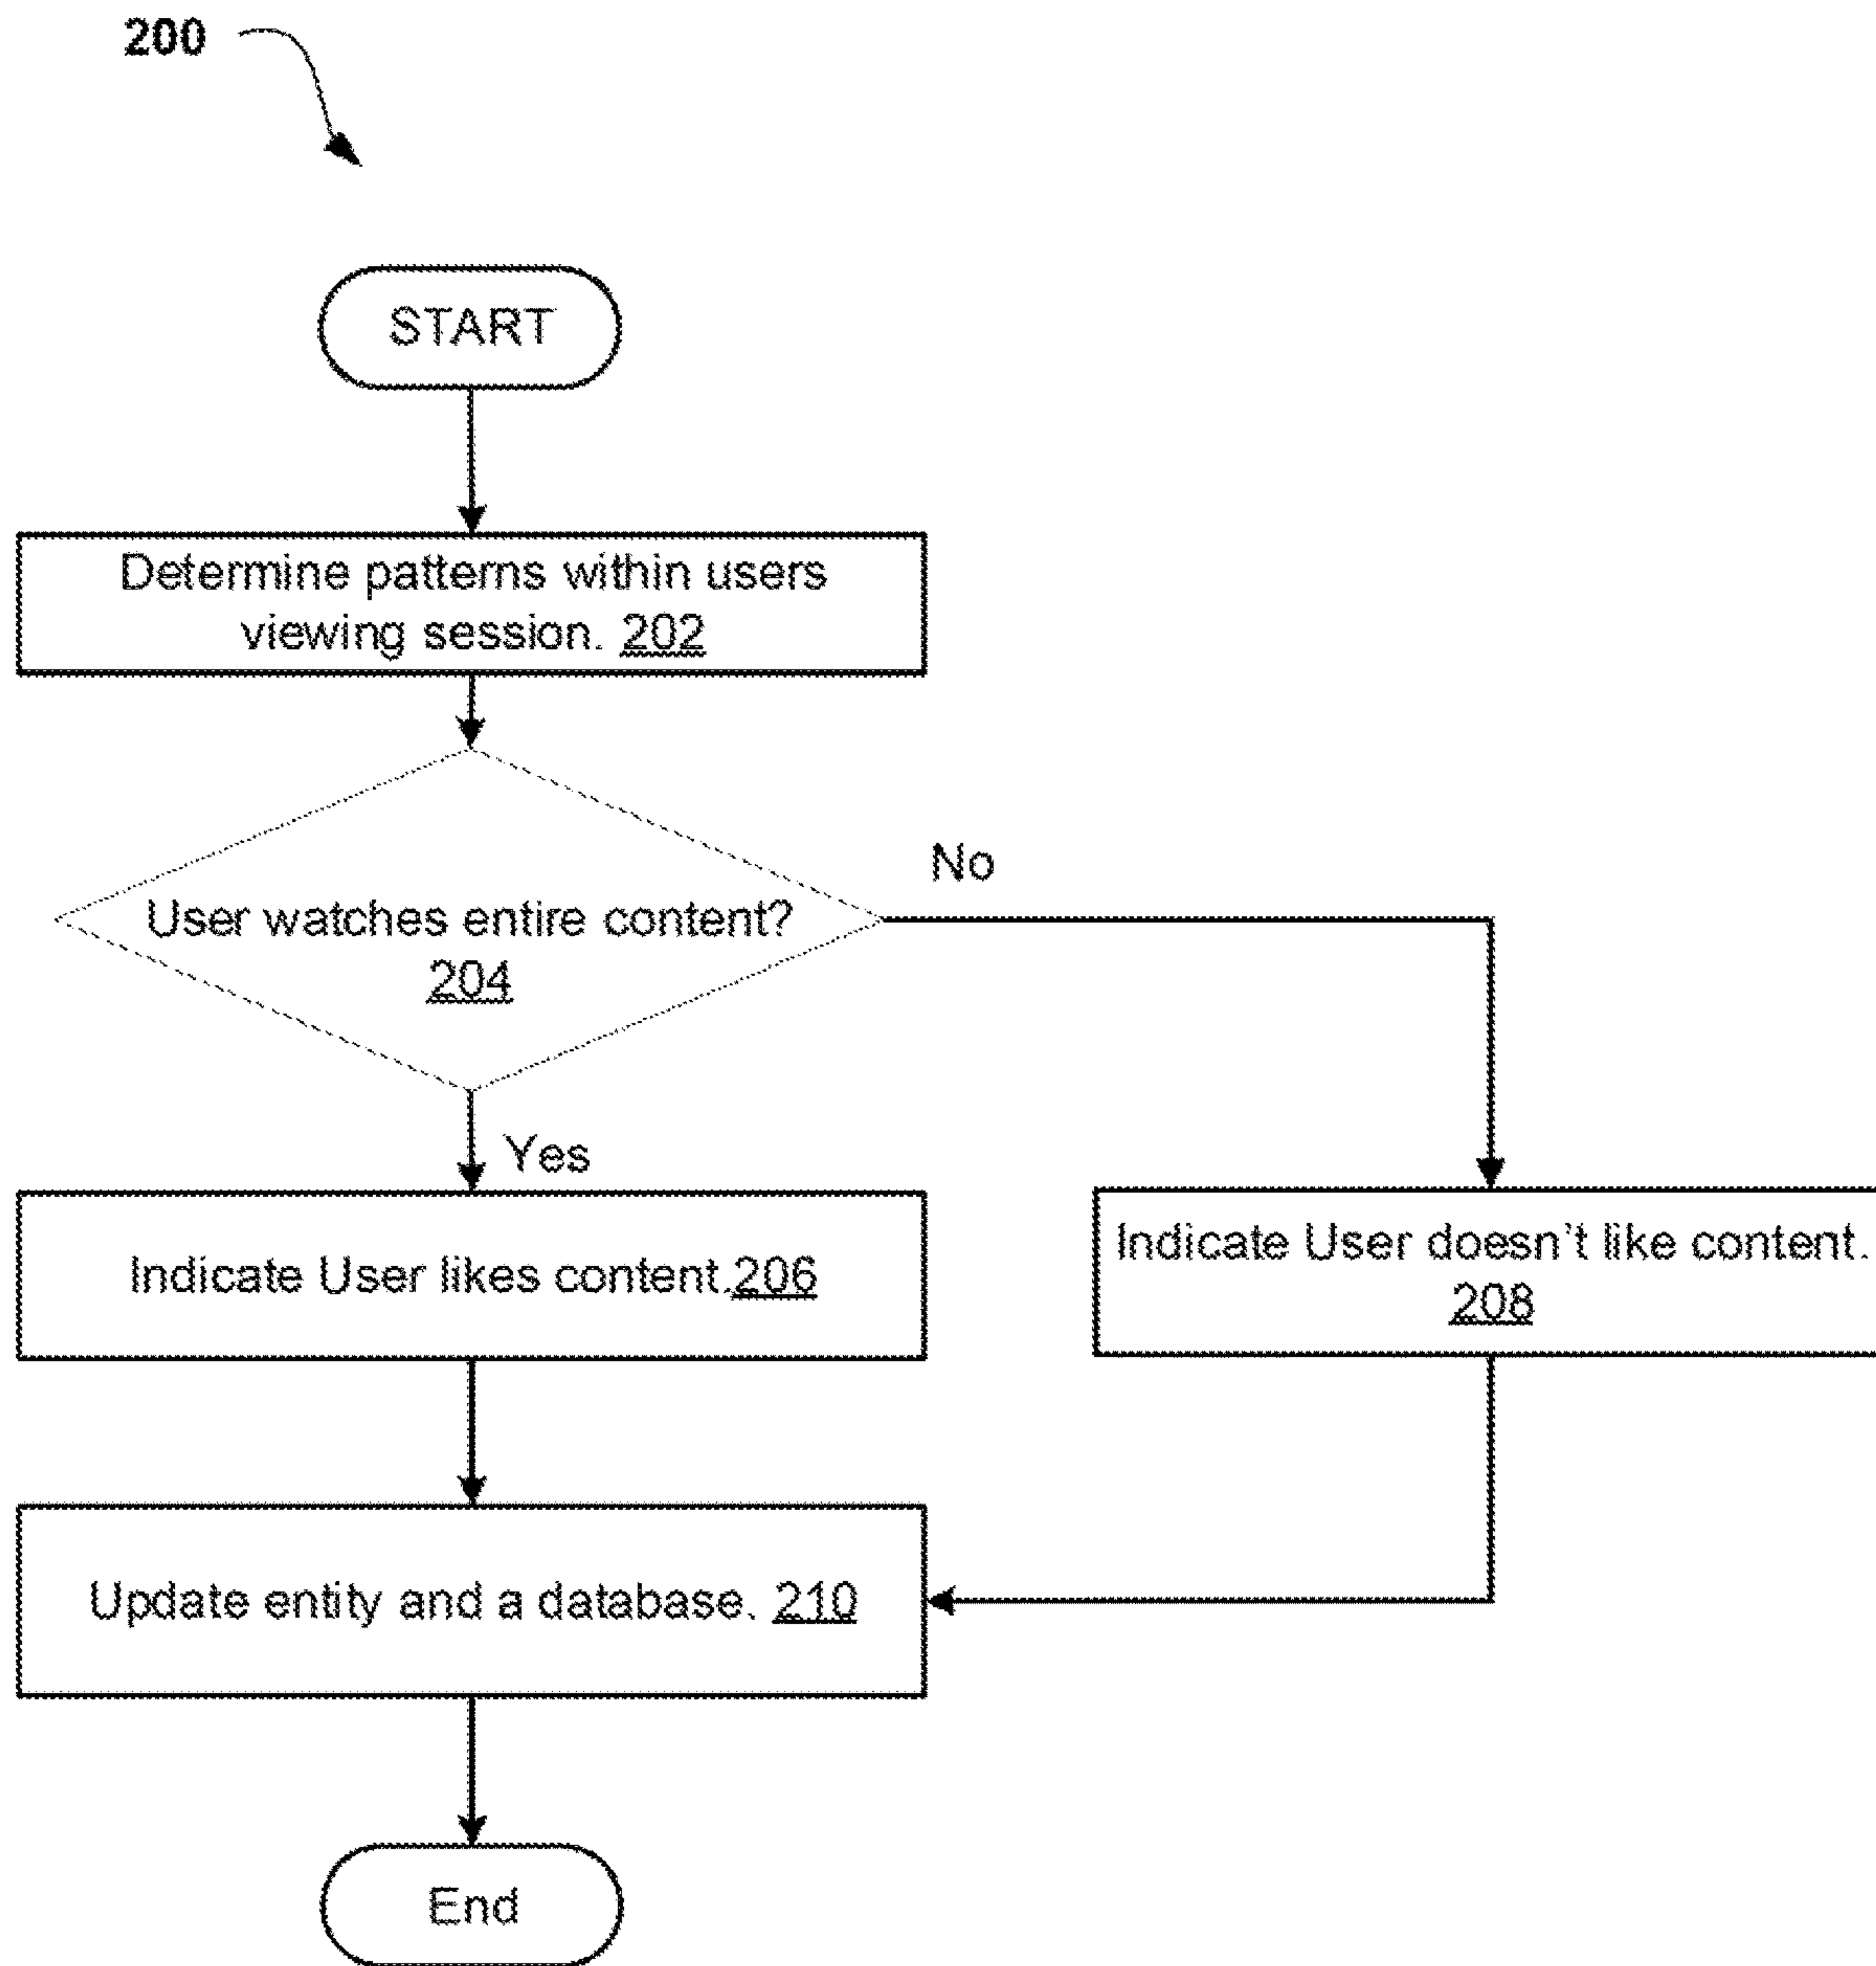 200
START
Determine patterns within users
viewing session. 202
No
User watches entire content?
204
Yes
Indicate User likes content.206
Indicate User doesn't like content.
208
Update entity and a database. 210
End